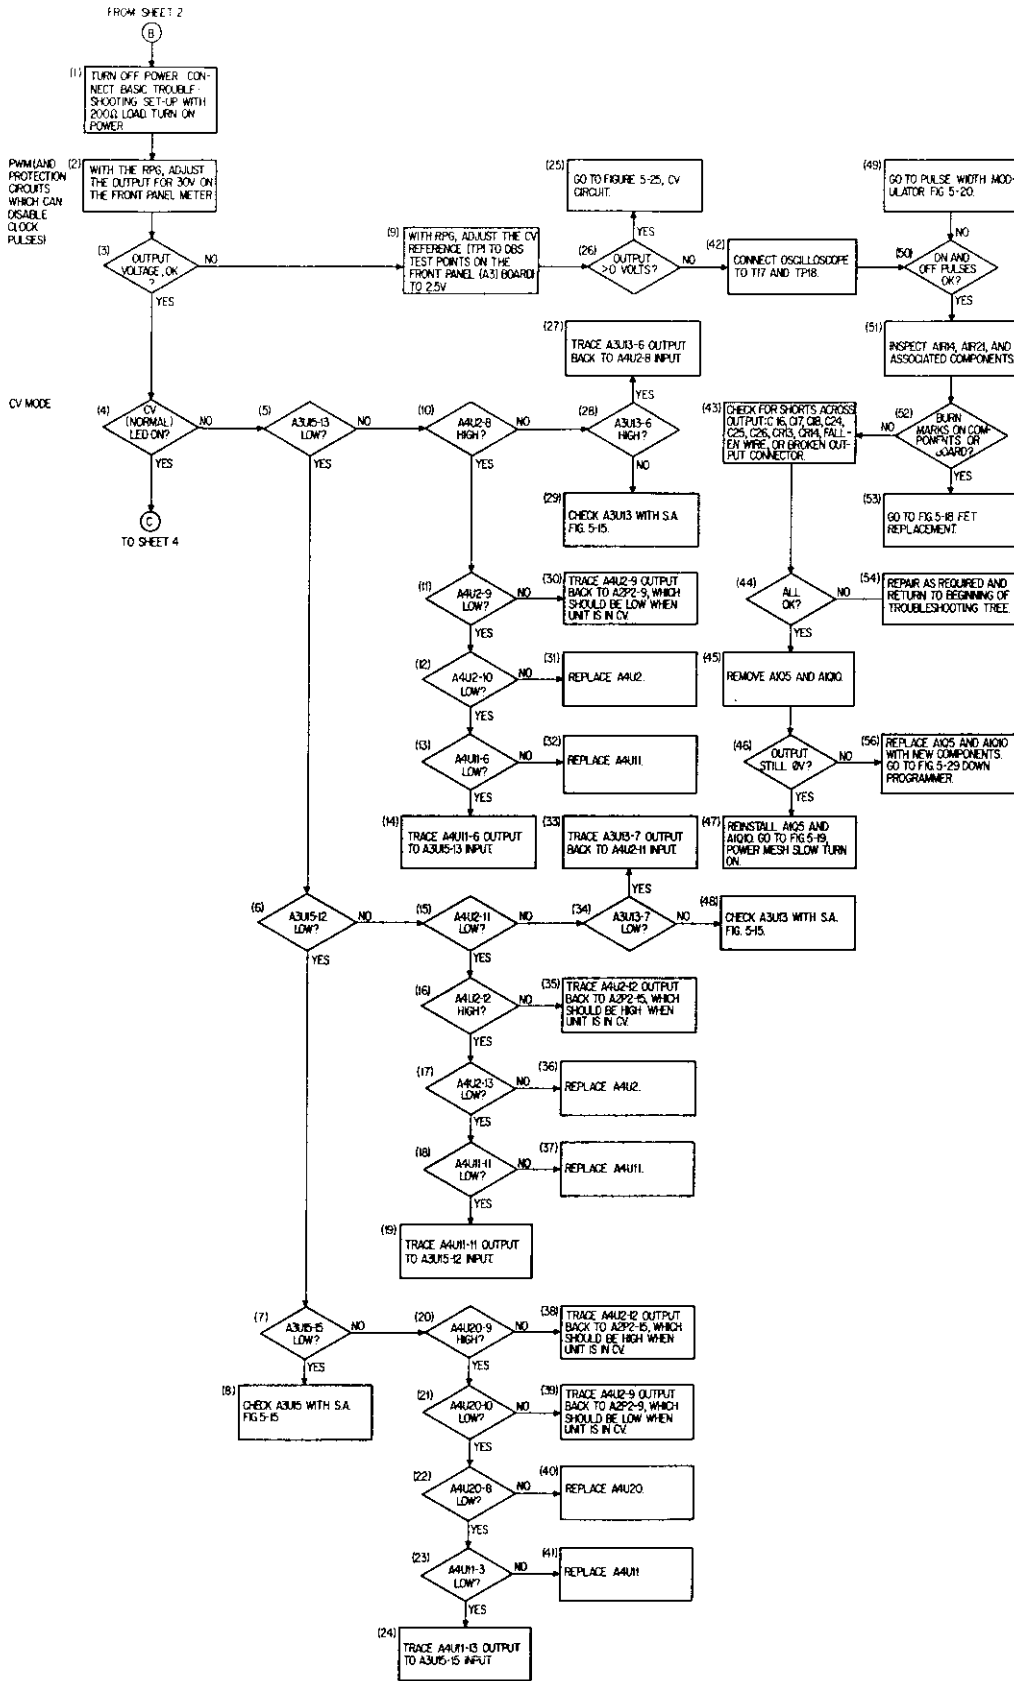 FROM SHEET 2
B
(1)
TURN OFF POWER CON-
NECT BASIC TROUBLE-
SHOOTING SET-UP WITH
200Ω LOAD TURN ON
POWER
PWM (AND
PROTECTION
CIRCUITS
WHICH CAN
DISABLE
CLOCK
PULSES)
(2)
WITH THE RPG, ADJUST
THE OUTPUT FOR 30V ON
THE FRONT PANEL METER
(3)
OUTPUT
VOLTAGE, OK
?
NO
YES
(9)
WITH RPG, ADJUST THE CV
REFERENCE (TP1 TO DBS
TEST POINTS ON THE
FRONT PANEL (A3) BOARD)
TO 2.5V
(25)
GO TO FIGURE 5-25, CV
CIRCUIT.
YES
(26)
OUTPUT
>0 VOLTS?
NO
(42)
CONNECT OSCILLOSCOPE
TO T17 AND TP18.
(49)
GO TO PULSE WIDTH MOD-
ULATOR FIG 5-20.
NO
(50)
ON AND
OFF PULSES
OK?
YES
(51)
INSPECT A1R14, A1R21, AND
ASSOCIATED COMPONENTS.
(52)
BURN
MARKS ON COM-
PONENTS OR
BOARD?
NO
YES
(53)
GO TO FIG. 5-18 FET
REPLACEMENT.
(43)
CHECK FOR SHORTS ACROSS
OUTPUT: C16, C17, C18, C24,
C25, C26, CR13, CR14, FALL-
EN WIRE, OR BROKEN OUT-
PUT CONNECTOR.
(44)
ALL
OK?
NO
YES
(54)
REPAIR AS REQUIRED AND
RETURN TO BEGINNING OF
TROUBLESHOOTING TREE.
(45)
REMOVE A1Q5 AND A1Q10.
(46)
OUTPUT
STILL 0V?
NO
YES
(56)
REPLACE A1Q5 AND A1Q10
WITH NEW COMPONENTS.
GO TO FIG. 5-29 DOWN
PROGRAMMER.
(47)
REINSTALL A1Q5 AND
A1Q10. GO TO FIG 5-19,
POWER MESH SLOW TURN
ON.
CV MODE
(4)
CV
(NORMAL)
LED ON?
NO
YES
C
TO SHEET 4
(5)
A3U15-13
LOW?
NO
YES
(10)
A4U2-8
HIGH?
NO
YES
(27)
TRACE A3U13-6 OUTPUT
BACK TO A4U2-8 INPUT
YES
(28)
A3U13-6
HIGH?
NO
(29)
CHECK A3U13 WITH S.A.
FIG. 5-15.
(11)
A4U2-9
LOW?
NO
YES
(30)
TRACE A4U2-9 OUTPUT
BACK TO A2P2-9, WHICH
SHOULD BE LOW WHEN
UNIT IS IN CV.
(12)
A4U2-10
LOW?
NO
YES
(31)
REPLACE A4U2.
(13)
A4U11-6
LOW?
NO
YES
(32)
REPLACE A4U11.
(14)
TRACE A4U11-6 OUTPUT
TO A3U15-13 INPUT.
(33)
TRACE A3U13-7 OUTPUT
BACK TO A4U2-11 INPUT.
YES
(6)
A3U15-12
LOW?
NO
YES
(15)
A4U2-11
LOW?
NO
YES
(34)
A3U13-7
LOW?
NO
(48)
CHECK A3U13 WITH S.A.
FIG. 5-15.
(16)
A4U2-12
HIGH?
NO
YES
(35)
TRACE A4U2-12 OUTPUT
BACK TO A2P2-15, WHICH
SHOULD BE HIGH WHEN
UNIT IS IN CV.
(17)
A4U2-13
LOW?
NO
YES
(36)
REPLACE A4U2.
(18)
A4U11-11
LOW?
NO
YES
(37)
REPLACE A4U11.
(19)
TRACE A4U11-11 OUTPUT
TO A3U15-12 INPUT.
(7)
A3U15-15
LOW?
NO
YES
(8)
CHECK A3U15 WITH S.A.
FIG 5-15
(20)
A4U20-9
HIGH?
NO
YES
(38)
TRACE A4U2-12 OUTPUT
BACK TO A2P2-15, WHICH
SHOULD BE HIGH WHEN
UNIT IS IN CV.
(21)
A4U20-10
LOW?
NO
YES
(39)
TRACE A4U2-9 OUTPUT
BACK TO A2P2-9, WHICH
SHOULD BE LOW WHEN
UNIT IS IN CV.
(22)
A4U20-8
LOW?
NO
YES
(40)
REPLACE A4U20.
(23)
A4U11-3
LOW?
NO
YES
(41)
REPLACE A4U11
(24)
TRACE A4U11-13 OUTPUT
TO A3U15-15 INPUT